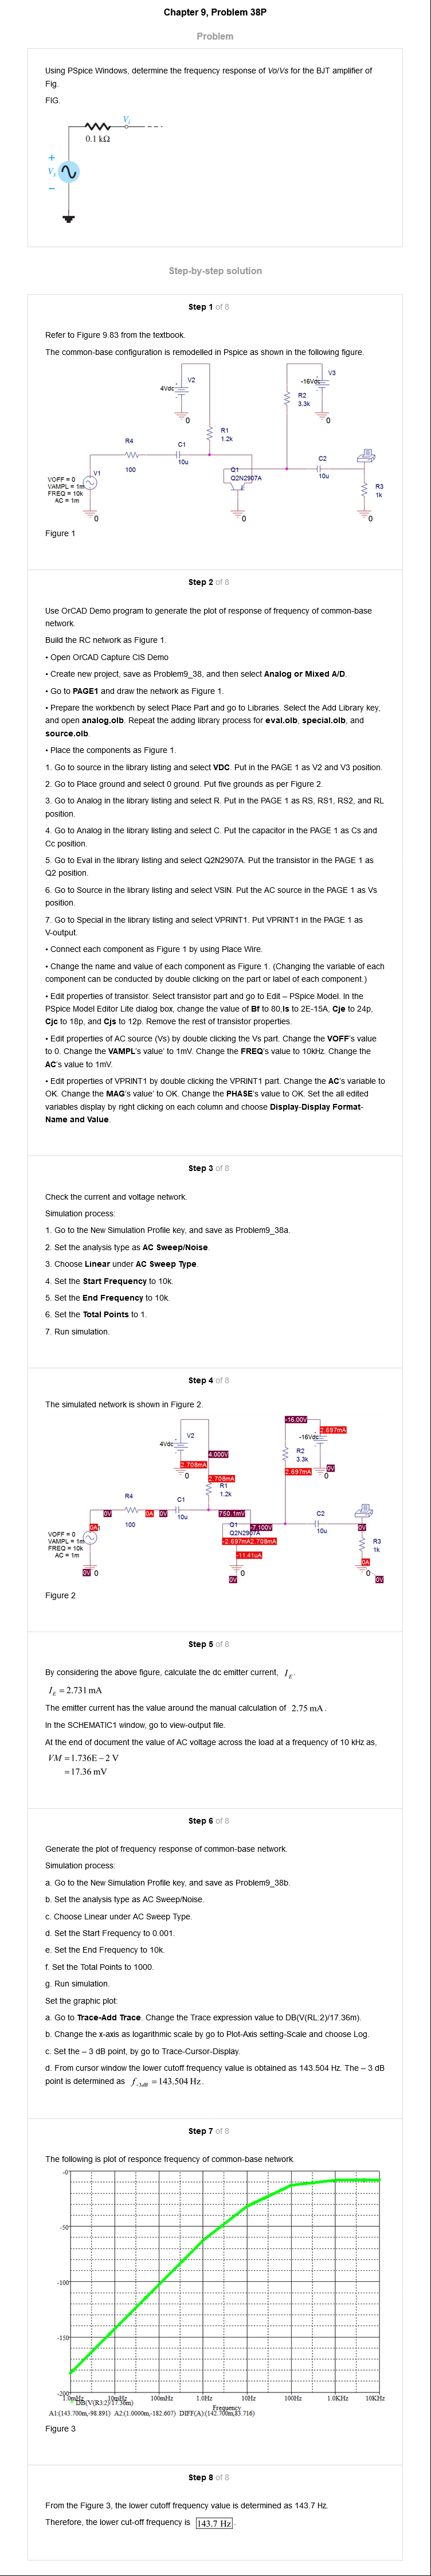 Chapter 9, Problem 38P
Problem
Using PSpice Windows, determine the frequency response of Vo/Vs for the BJT amplifier of
Fig.
FIG.
Vi
0.1 kΩ
+
Vs
−
Step-by-step solution
Step 1 of 8
Refer to Figure 9.83 from the textbook.
The common-base configuration is remodelled in Pspice as shown in the following figure.
4Vdc
V2
0
R1
1.2k
-16Vdc
V3
R2
3.3k
0
R4
100
C1
10u
V1
VOFF = 0
VAMPL = 1m
FREQ = 10k
AC = 1m
0
Q1
Q2N2907A
0
C2
10u
R3
1k
0
Figure 1
Step 2 of 8
Use OrCAD Demo program to generate the plot of response of frequency of common-base
network.
Build the RC network as Figure 1.
• Open OrCAD Capture CIS Demo
• Create new project, save as Problem9_38, and then select Analog or Mixed A/D.
• Go to PAGE1 and draw the network as Figure 1.
• Prepare the workbench by select Place Part and go to Libraries. Select the Add Library key,
and open analog.olb. Repeat the adding library process for eval.olb, special.olb, and
source.olb.
• Place the components as Figure 1.
1. Go to source in the library listing and select VDC. Put in the PAGE 1 as V2 and V3 position.
2. Go to Place ground and select 0 ground. Put five grounds as per Figure 2.
3. Go to Analog in the library listing and select R. Put in the PAGE 1 as RS, RS1, RS2, and RL
position.
4. Go to Analog in the library listing and select C. Put the capacitor in the PAGE 1 as Cs and
Cc position.
5. Go to Eval in the library listing and select Q2N2907A. Put the transistor in the PAGE 1 as
Q2 position.
6. Go to Source in the library listing and select VSIN. Put the AC source in the PAGE 1 as Vs
position.
7. Go to Special in the library listing and select VPRINT1. Put VPRINT1 in the PAGE 1 as
V-output.
• Connect each component as Figure 1 by using Place Wire.
• Change the name and value of each component as Figure 1. (Changing the variable of each
component can be conducted by double clicking on the part or label of each component.)
• Edit properties of transistor. Select transistor part and go to Edit – PSpice Model. In the
PSpice Model Editor Lite dialog box, change the value of Bf to 80,Is to 2E-15A, Cje to 24p,
Cjc to 18p, and Cjs to 12p. Remove the rest of transistor properties.
• Edit properties of AC source (Vs) by double clicking the Vs part. Change the VOFF's value
to 0. Change the VAMPL's value' to 1mV. Change the FREQ's value to 10kHz. Change the
AC's value to 1mV.
• Edit properties of VPRINT1 by double clicking the VPRINT1 part. Change the AC's variable to
OK. Change the MAG's value' to OK. Change the PHASE's value to OK. Set the all edited
variables display by right clicking on each column and choose Display-Display Format-
Name and Value.
Step 3 of 8
Check the current and voltage network.
Simulation process:
1. Go to the New Simulation Profile key, and save as Problem9_38a.
2. Set the analysis type as AC Sweep/Noise.
3. Choose Linear under AC Sweep Type.
4. Set the Start Frequency to 10k.
5. Set the End Frequency to 10k.
6. Set the Total Points to 1.
7. Run simulation.
Step 4 of 8
The simulated network is shown in Figure 2.
-16.00V
2.697mA
4Vdc
V2
4.000V
-16Vdc
R2
3.3k
0V
2.708mA
2.697mA
0
0
2.708mA
R1
1.2k
R4
100
C1
10u
0V
0A
0V
750.1mV
Q1
Q2N2907A
-7.100V
-2.697mA
2.708mA
-11.41uA
C2
10u
0V
R3
1k
0A
VOFF = 0
VAMPL = 1m
FREQ = 10k
AC = 1m
0A
0V
0
0
0V
0
0V
Figure 2
Step 5 of 8
By considering the above figure, calculate the dc emitter current, IE.
IE = 2.731 mA
The emitter current has the value around the manual calculation of 2.75 mA.
In the SCHEMATIC1 window, go to view-output file.
At the end of document the value of AC voltage across the load at a frequency of 10 kHz as,
VM = 1.736E − 2 V
= 17.36 mV
Step 6 of 8
Generate the plot of frequency response of common-base network.
Simulation process:
a. Go to the New Simulation Profile key, and save as Problem9_38b.
b. Set the analysis type as AC Sweep/Noise.
c. Choose Linear under AC Sweep Type.
d. Set the Start Frequency to 0.001.
e. Set the End Frequency to 10k.
f. Set the Total Points to 1000.
g. Run simulation.
Set the graphic plot:
a. Go to Trace-Add Trace. Change the Trace expression value to DB(V(RL:2)/17.36m).
b. Change the x-axis as logarithmic scale by go to Plot-Axis setting-Scale and choose Log.
c. Set the – 3 dB point, by go to Trace-Cursor-Display.
d. From cursor window the lower cutoff frequency value is obtained as 143.504 Hz. The – 3 dB
point is determined as f−3dB = 143.504 Hz.
Step 7 of 8
The following is plot of responce frequency of common-base network.
-0
-50
-100
-150
-200
1.0mHz 10mHz 100mHz 1.0Hz 10Hz 100Hz 1.0KHz 10KHz
DB(V(R3:2)/17.36m)
Frequency
A1:(143.700m,-98.891) A2:(1.0000m,-182.607) DIFF(A):(142.700m,83.716)
Figure 3
Step 8 of 8
From the Figure 3, the lower cutoff frequency value is determined as 143.7 Hz.
Therefore, the lower cut-off frequency is 143.7 Hz.